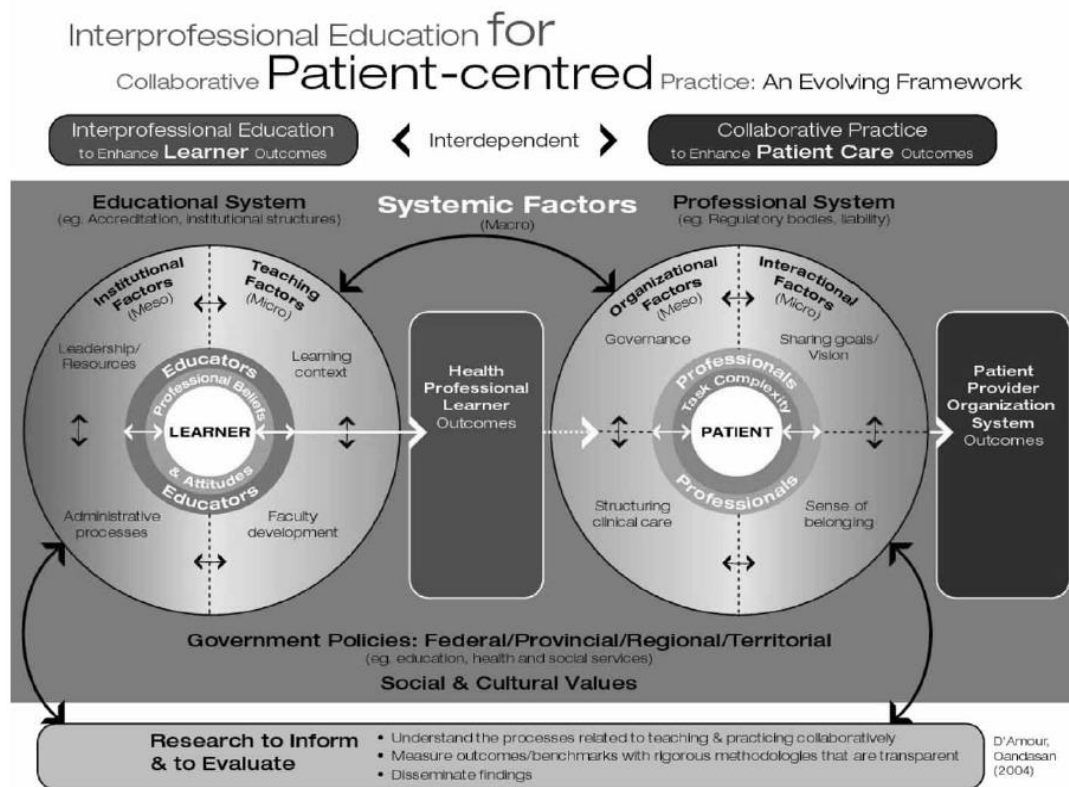 Interprofessional Education for
Collaborative Patient-centred Practice: An Evolving Framework
Interprofessional Education
to Enhance Learner Outcomes
Interdependent
Collaborative Practice
to Enhance Patient Care Outcomes
Educational System
(eg. Accreditation, institutional structures)
Systemic Factors
(Macro)
Professional System
(eg. Regulatory bodies, liability)
Institutional
Factors
(Meso)
Teaching
Factors
(Micro)
Leadership/
Resources
Learning
context
Educators
Professional Beliefs
LEARNER
& Attitudes
Educators
Administrative
processes
Faculty
development
Health
Professional
Learner
Outcomes
Organizational
Factors
(Meso)
Interactional
Factors
(Micro)
Governance
Sharing goals/
Vision
Professionals
Task Complexity
PATIENT
Professionals
Structuring
clinical care
Sense of
belonging
Patient
Provider
Organization
System
Outcomes
Government Policies: Federal/Provincial/Regional/Territorial
(eg. education, health and social services)
Social & Cultural Values
Research to Inform
& to Evaluate
• Understand the processes related to teaching & practicing collaboratively
• Measure outcomes/benchmarks with rigorous methodologies that are transparent
• Disseminate findings
D'Amour,
Oandasan
(2004)